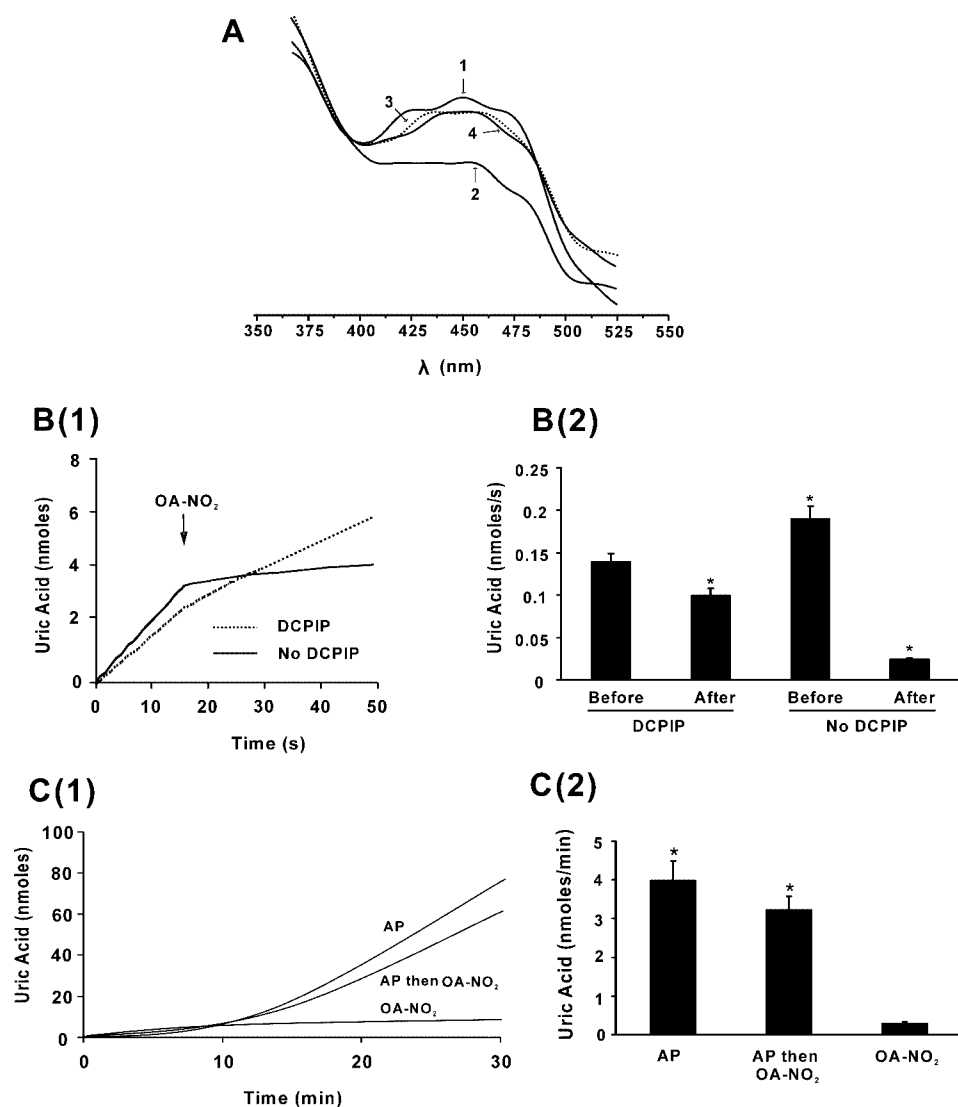 A
1
3
4
2
350 375 400 425 450 475 500 525 550
λ (nm)
B(1)
Uric Acid (nmoles)
8
6
4
2
0
OA-NO₂
DCPIP
No DCPIP
0 10 20 30 40 50
Time (s)
B(2)
Uric Acid (nmoles/s)
0.25
0.2
0.15
0.1
0.05
0
* * *
Before After Before After
DCPIP No DCPIP
C(1)
Uric Acid (nmoles)
100
80
60
40
20
0
AP
AP then OA-NO₂
OA-NO₂
0 10 20 30
Time (min)
C(2)
Uric Acid (nmoles/min)
5
4
3
2
1
0
* *
AP AP then OA-NO₂
OA-NO₂